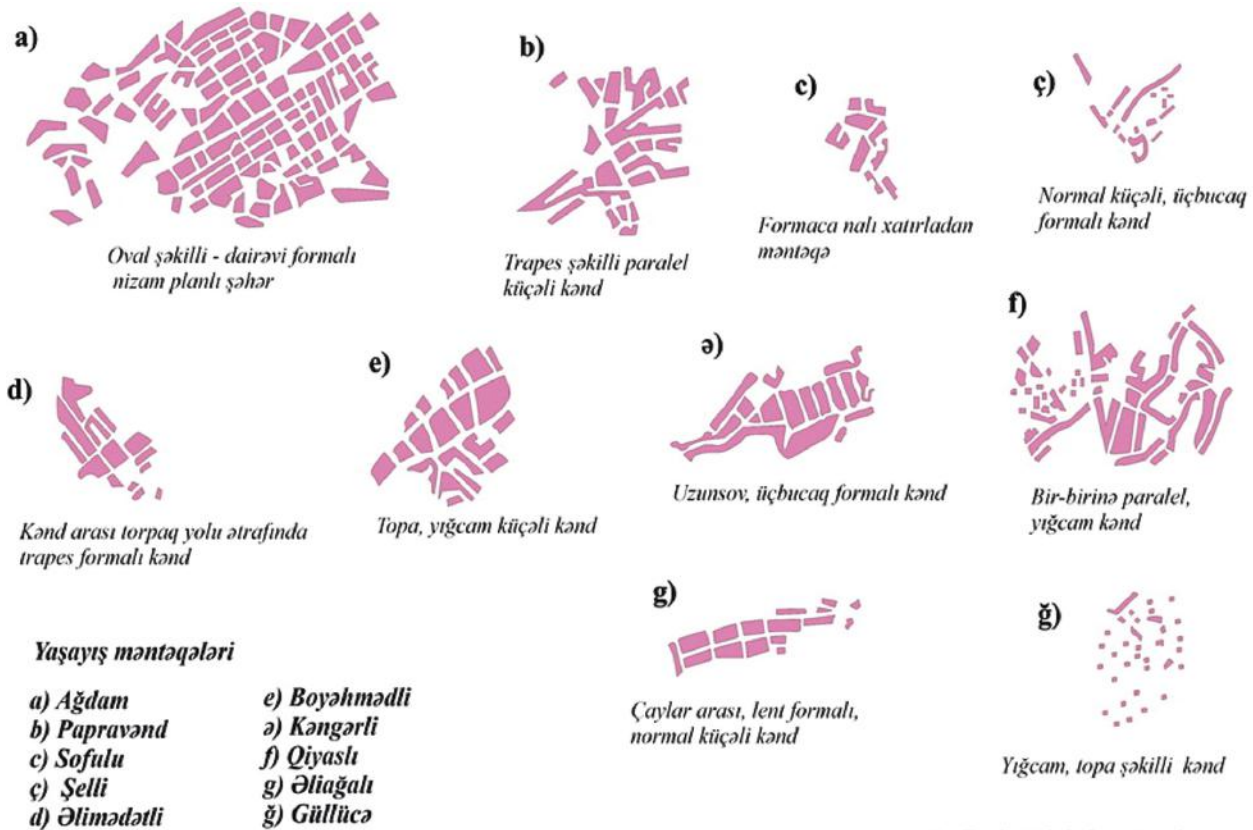 a)
Oval şəkilli - dairəvi formalı
nizam planlı şəhər
b)
Trapes şəkilli paralel
küçəli kənd
c)
Formaca nalı xatırladan
məntəqə
ç)
Normal küçəli, üçbucaq
formalı kənd
d)
Kənd arası torpaq yolu ətrafında
trapes formalı kənd
e)
Topa, yığcam küçəli kənd
ə)
Uzunsov, üçbucaq formalı kənd
f)
Bir-birinə paralel,
yığcam kənd
g)
Çaylar arası, lent formalı,
normal küçəli kənd
ğ)
Yığcam, topa şəkilli kənd
Yaşayış məntəqələri
a) Ağdam
b) Papravənd
c) Sofulu
ç) Şelli
d) Əlimədətli
e) Boyəhmədli
ə) Kəngərli
f) Qiyaslı
g) Əliağalı
ğ) Güllücə